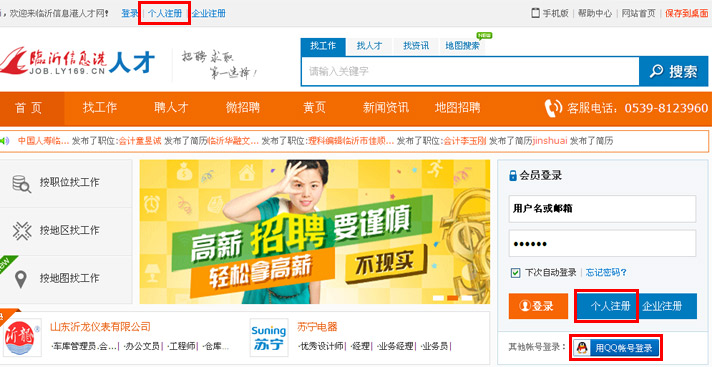 ，欢迎来临沂信息港人才网! 登录 | 个人注册 | 企业注册
手机版 | 帮助中心 | 网站首页 | 保存到桌面
临沂信息港人才
JOB.LY169.CN
招聘求职
第一选择!
找工作 找人才 找资讯 地图搜索
请输入关键字 搜索
首 页 找工作 聘人才 微招聘 黄页 新闻资讯 地图招聘 客服电话：0539-8123960
中国人寿临... 发布了职位:会计童昱诚 发布了简历临沂华融文... 发布了职位:理科编辑临沂市佳顺... 发布了职位:会计李玉刚 发布了简历jinshuai 发布了简历
按职位找工作
按地区找工作
按地图找工作
高薪招聘要谨慎
轻松拿高薪 不现实
会员登录
用户名或邮箱
下次自动登录 | 忘记密码?
登录 个人注册 企业注册
其他帐号登录： 用QQ帐号登录
沂龙
山东沂龙仪表有限公司
·车库管理员.会...| ·办公文员| ·工程师| ·仓库...
Suning
苏宁
苏宁电器
·优秀设计师| ·经理| ·业务经理| ·业务员|